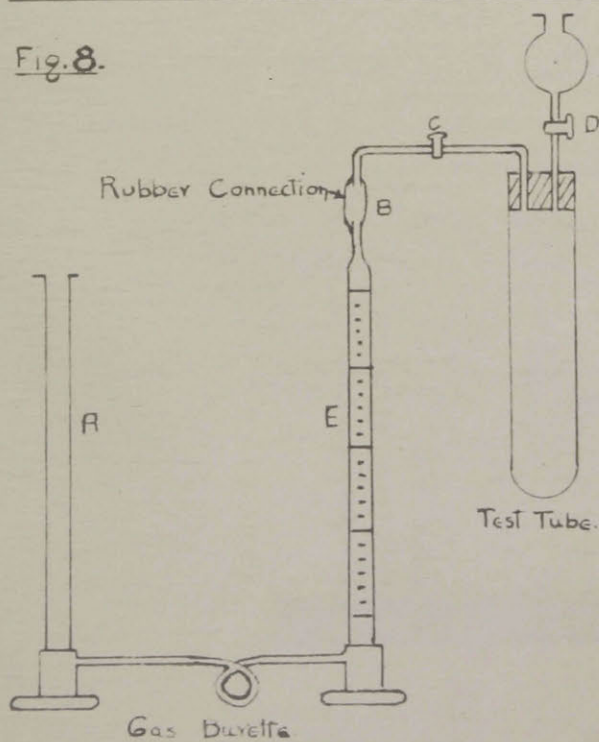 Fig. 8.
D
C
Rubber Connection
B
A
E
Test Tube.
Gas Burette.